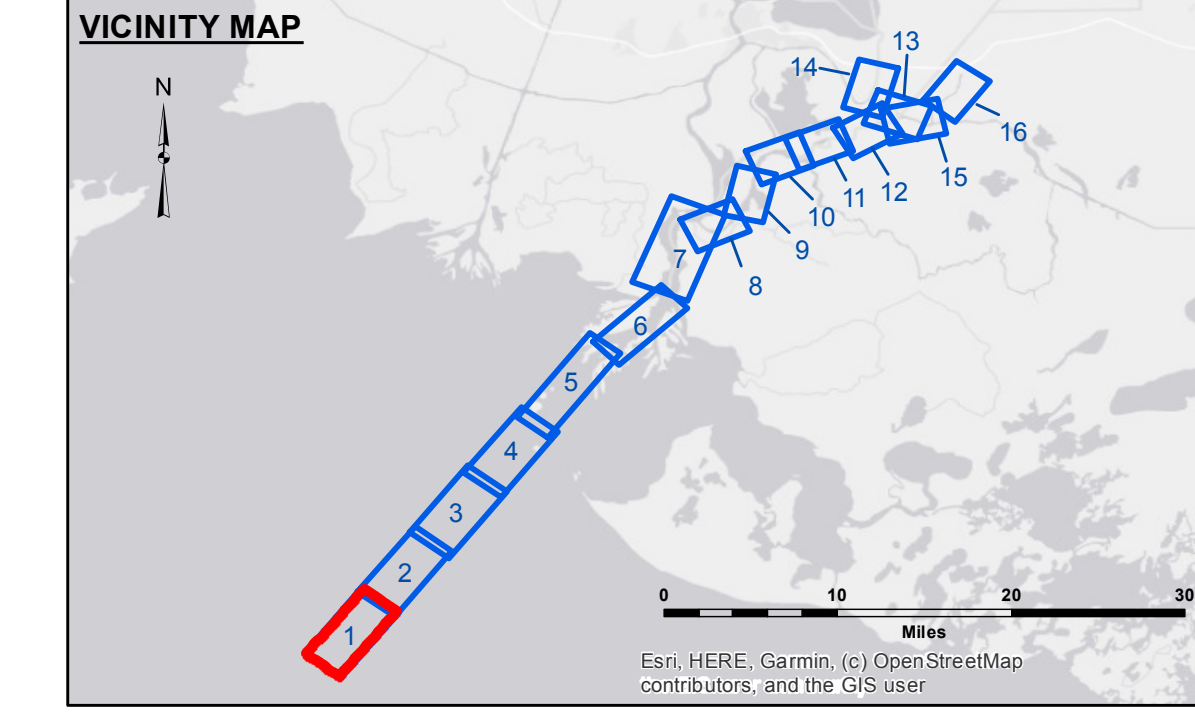 VICINITY MAP
N
13
14
16
15
12
11
10
9
8
7
6
5
4
3
2
1
0 10 20 30
Miles
Esri, HERE, Garmin, (c) OpenStreetMap
contributors, and the GIS user